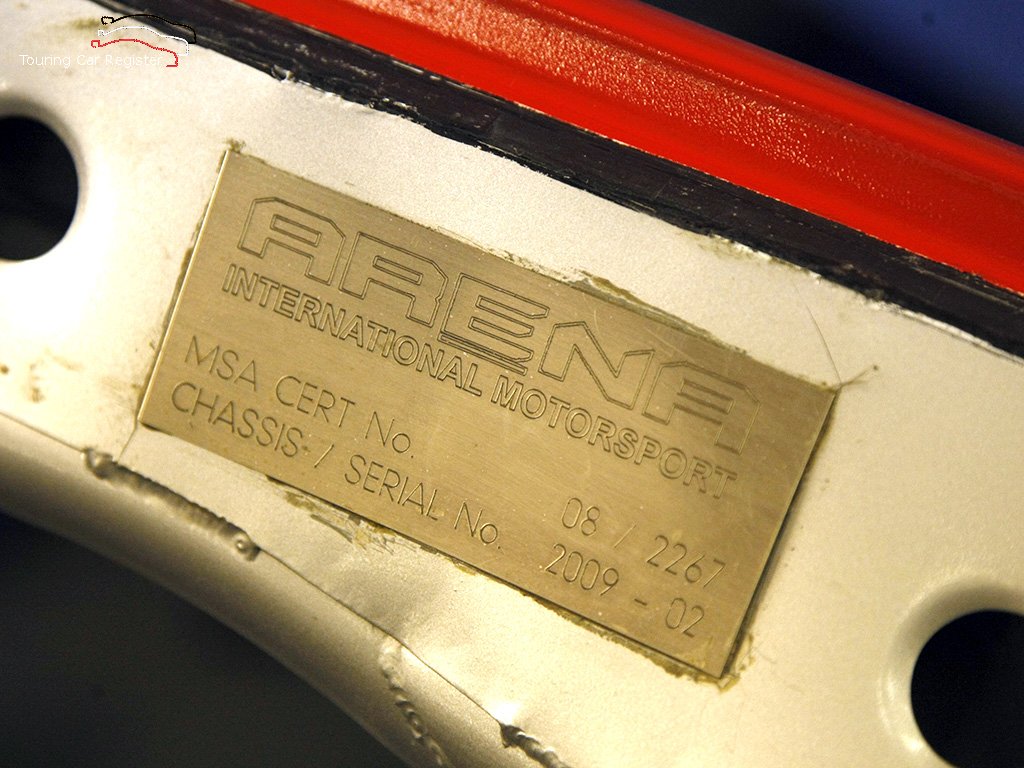 Touring Car Register
ARENA
INTERNATIONAL MOTORSPORT
MSA CERT No. 08 / 2267
CHASSIS / SERIAL No. 2009 - 02